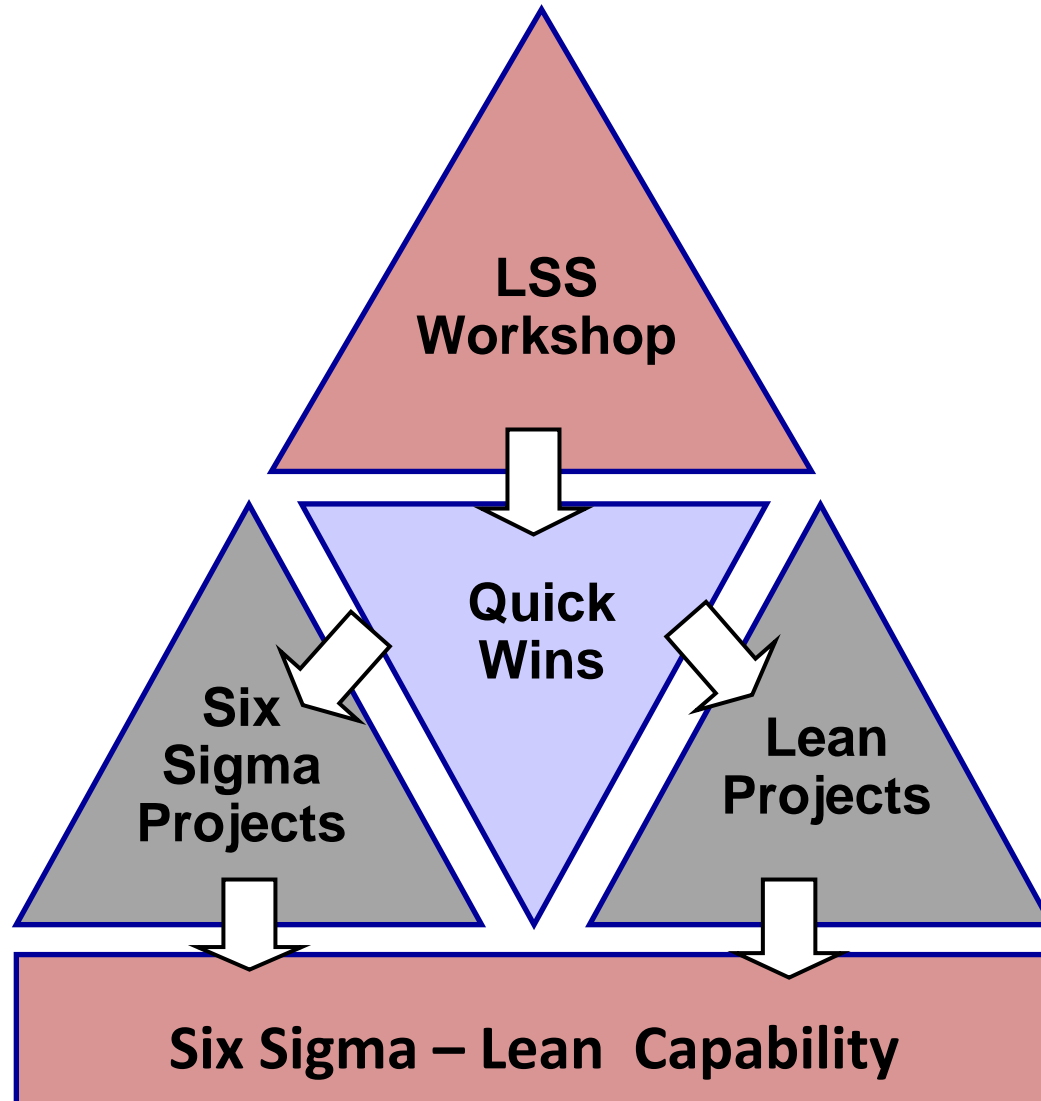 LSS
Workshop
Quick
Wins
Six
Sigma
Projects
Lean
Projects
Six Sigma – Lean  Capability